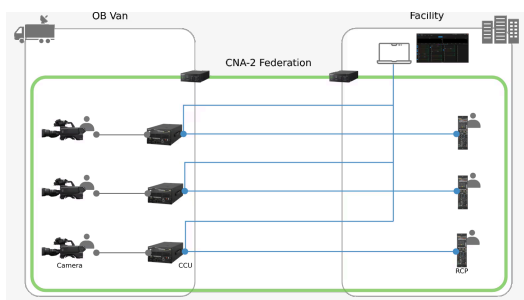 OB Van
Facility
CNA-2 Federation
Camera
CCU
RCP